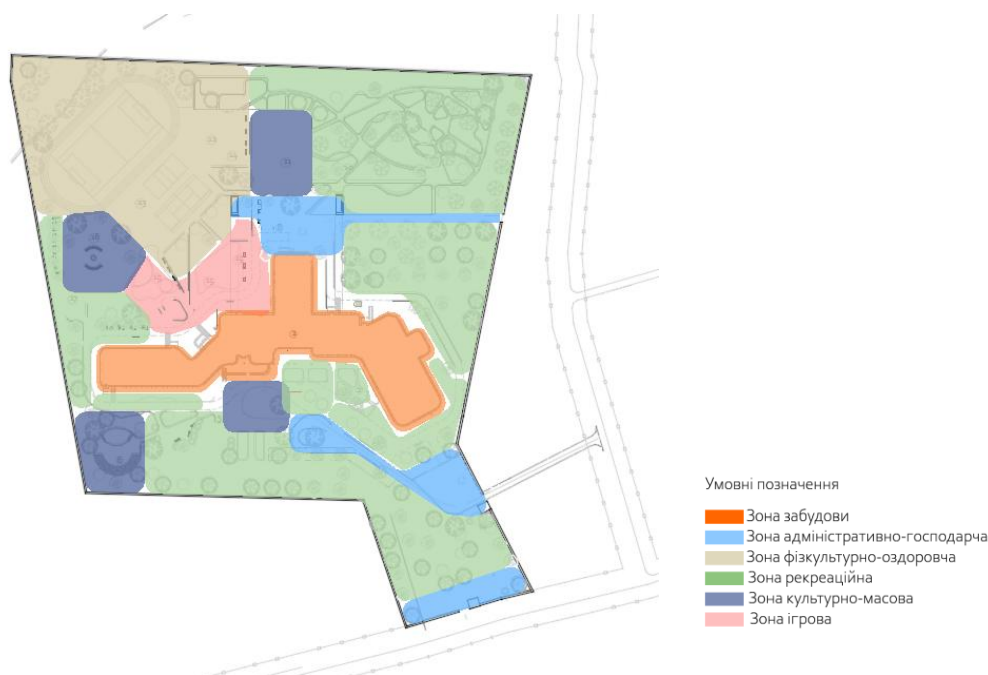 Умовні позначення
Зона забудови
Зона адміністративно-господарча
Зона фізкультурно-оздоровча
Зона рекреаційна
Зона культурно-масова
Зона ігрова